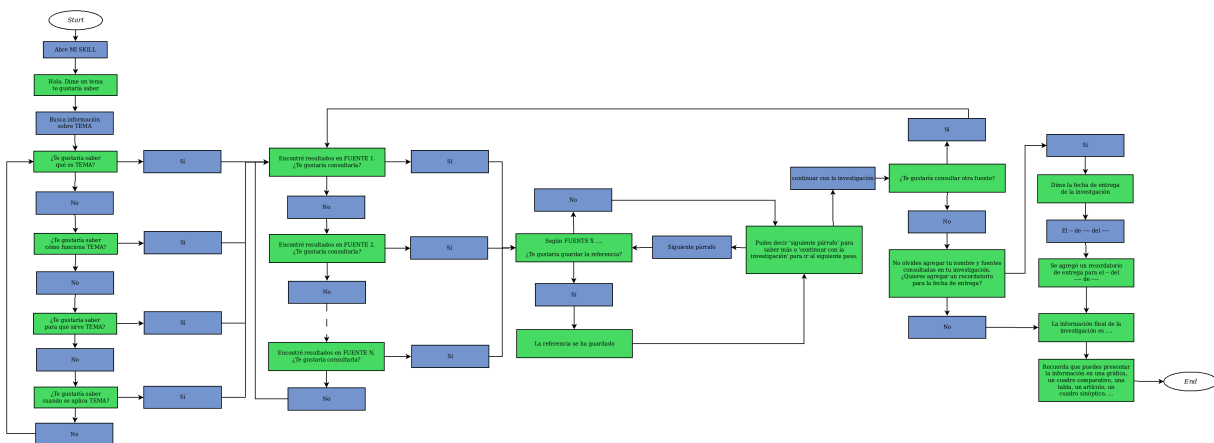 Start
Abre MI SKILL
Hola. Dime un tema
te gustaría saber
Busca información
sobre TEMA
¿Te gustaría saber
qué es TEMA?
Sí
No
¿Te gustaría saber
cómo funciona TEMA?
Sí
No
¿Te gustaría saber
para qué sirve TEMA?
Sí
No
¿Te gustaría saber
cuando se aplica TEMA?
Sí
No
Encontré resultados en FUENTE 1.
¿Te gustaría consultarla?
Sí
No
Encontré resultados en FUENTE 2.
¿Te gustaría consultarla?
Sí
No
Encontré resultados en FUENTE N.
¿Te gustaría consultarla?
Sí
No
No
Según FUENTE X ....
¿Te gustaría guardar la referencia?
Sí
La referencia se ha guardado
Siguiente párrafo
Pudes decir 'siguiente párrafo' para
saber más o 'continuar con la
investigación' para ir al siguiente paso.
continuar con la investigación
Sí
¿Te gustaría consultar otra fuente?
No
No olvides agregar tu nombre y fuentes
consultadas en tu investigación.
¿Quieres agregar un recordatorio
para la fecha de entrega?
No
Sí
Dime la fecha de entrega
de la investgación
El -- de ---- del ----
Se agregó un recordatorio
de entrega para el -- del
---- de ----
La información final de la
investigación es ....
Recuerda que puedes presentar
la información en una gráfica,
un cuadro comparativo, una
tabla, un artículo, un
cuadro sinóptico, ...
End